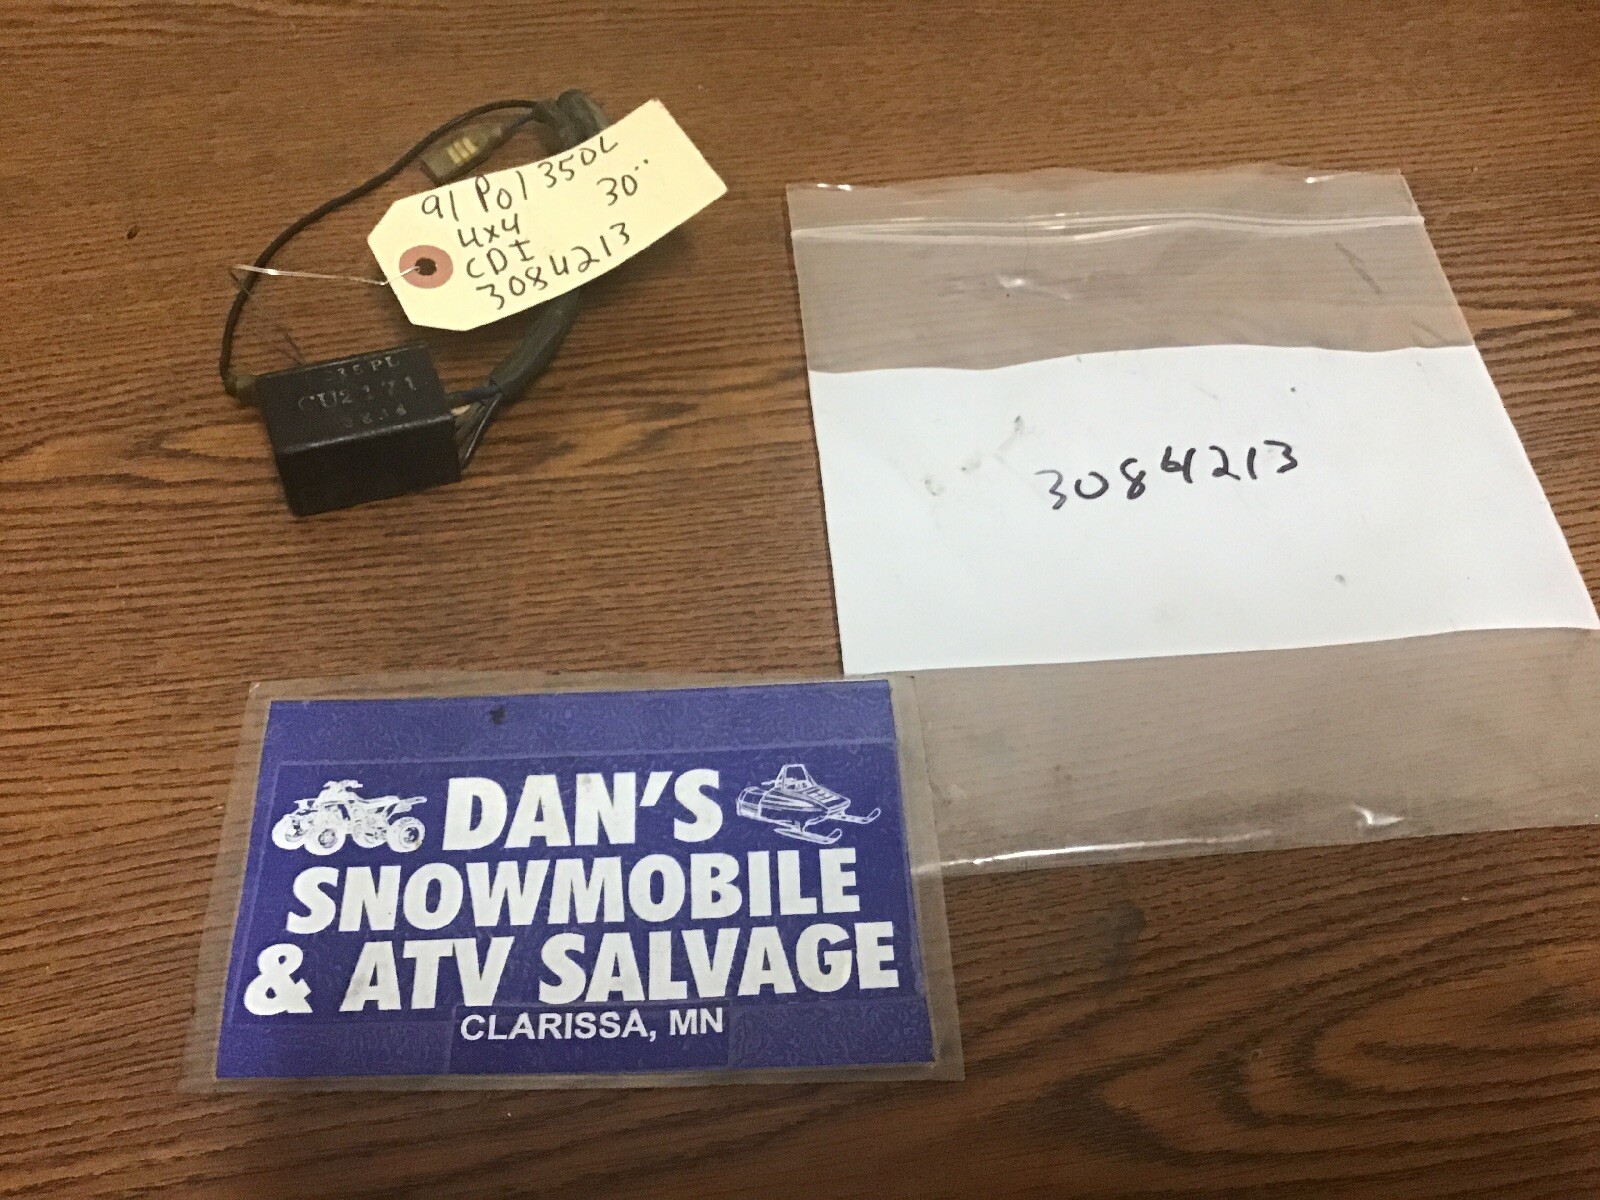 91 Pol 350L
4x4 30"
CDI
3084213
CU2171
3084213
DAN'S
SNOWMOBILE
& ATV SALVAGE
CLARISSA, MN